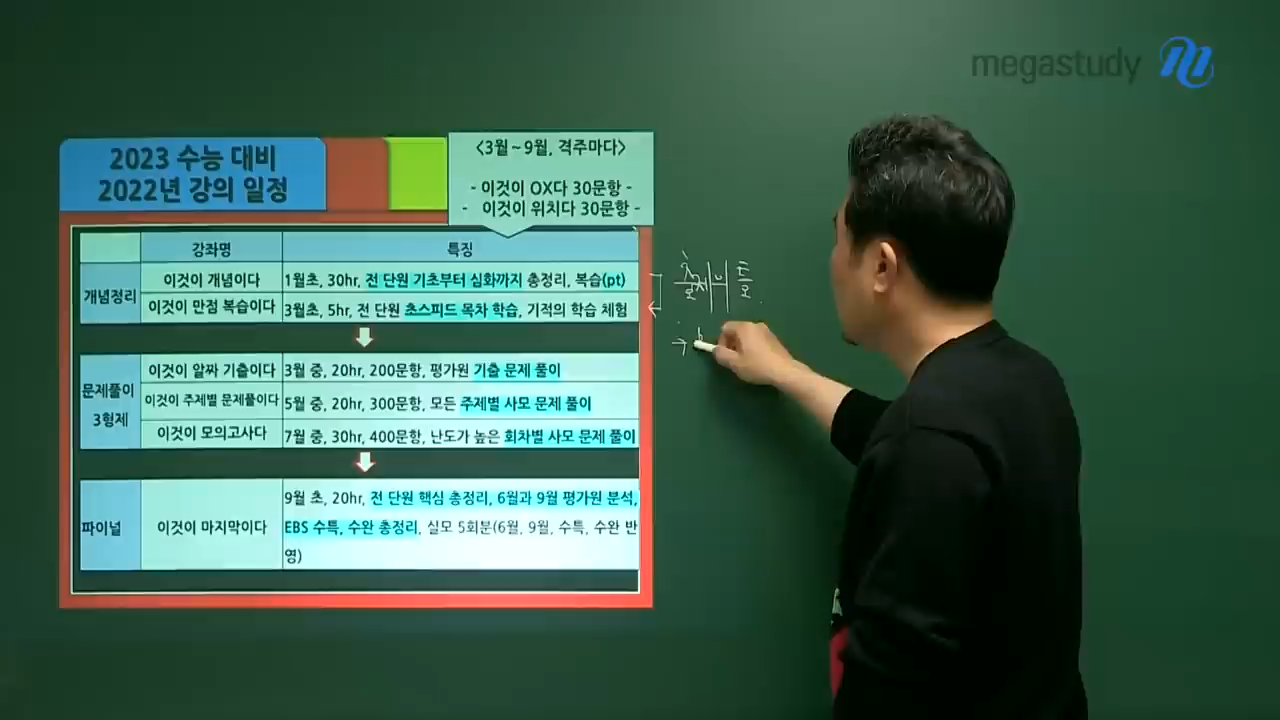 megastudy
2023 수능 대비
2022년 강의 일정
<3월~9월, 격주마다>
- 이것이 OX다 30문항 -
- 이것이 위치다 30문항 -
강좌명 특징
개념정리
이것이 개념이다 1월초, 30hr, 전 단원 기초부터 심화까지 총정리, 복습(pt)
이것이 만점 복습이다 3월초, 5hr, 전 단원 초스피드 목차 학습, 기적의 학습 체험
문제풀이
3형제
이것이 알짜 기출이다 3월 중, 20hr, 200문항, 평가원 기출 문제 풀이
이것이 주제별 문제풀이다 5월 중, 20hr, 300문항, 모든 주제별 사모 문제 풀이
이것이 모의고사다 7월 중, 30hr, 400문항, 난도가 높은 회차별 사모 문제 풀이
파이널
이것이 마지막이다
9월 초, 20hr, 전 단원 핵심 총정리, 6월과 9월 평가원 분석,
EBS 수특, 수완 총정리, 실모 5회분(6월, 9월, 수특, 수완 반
영)